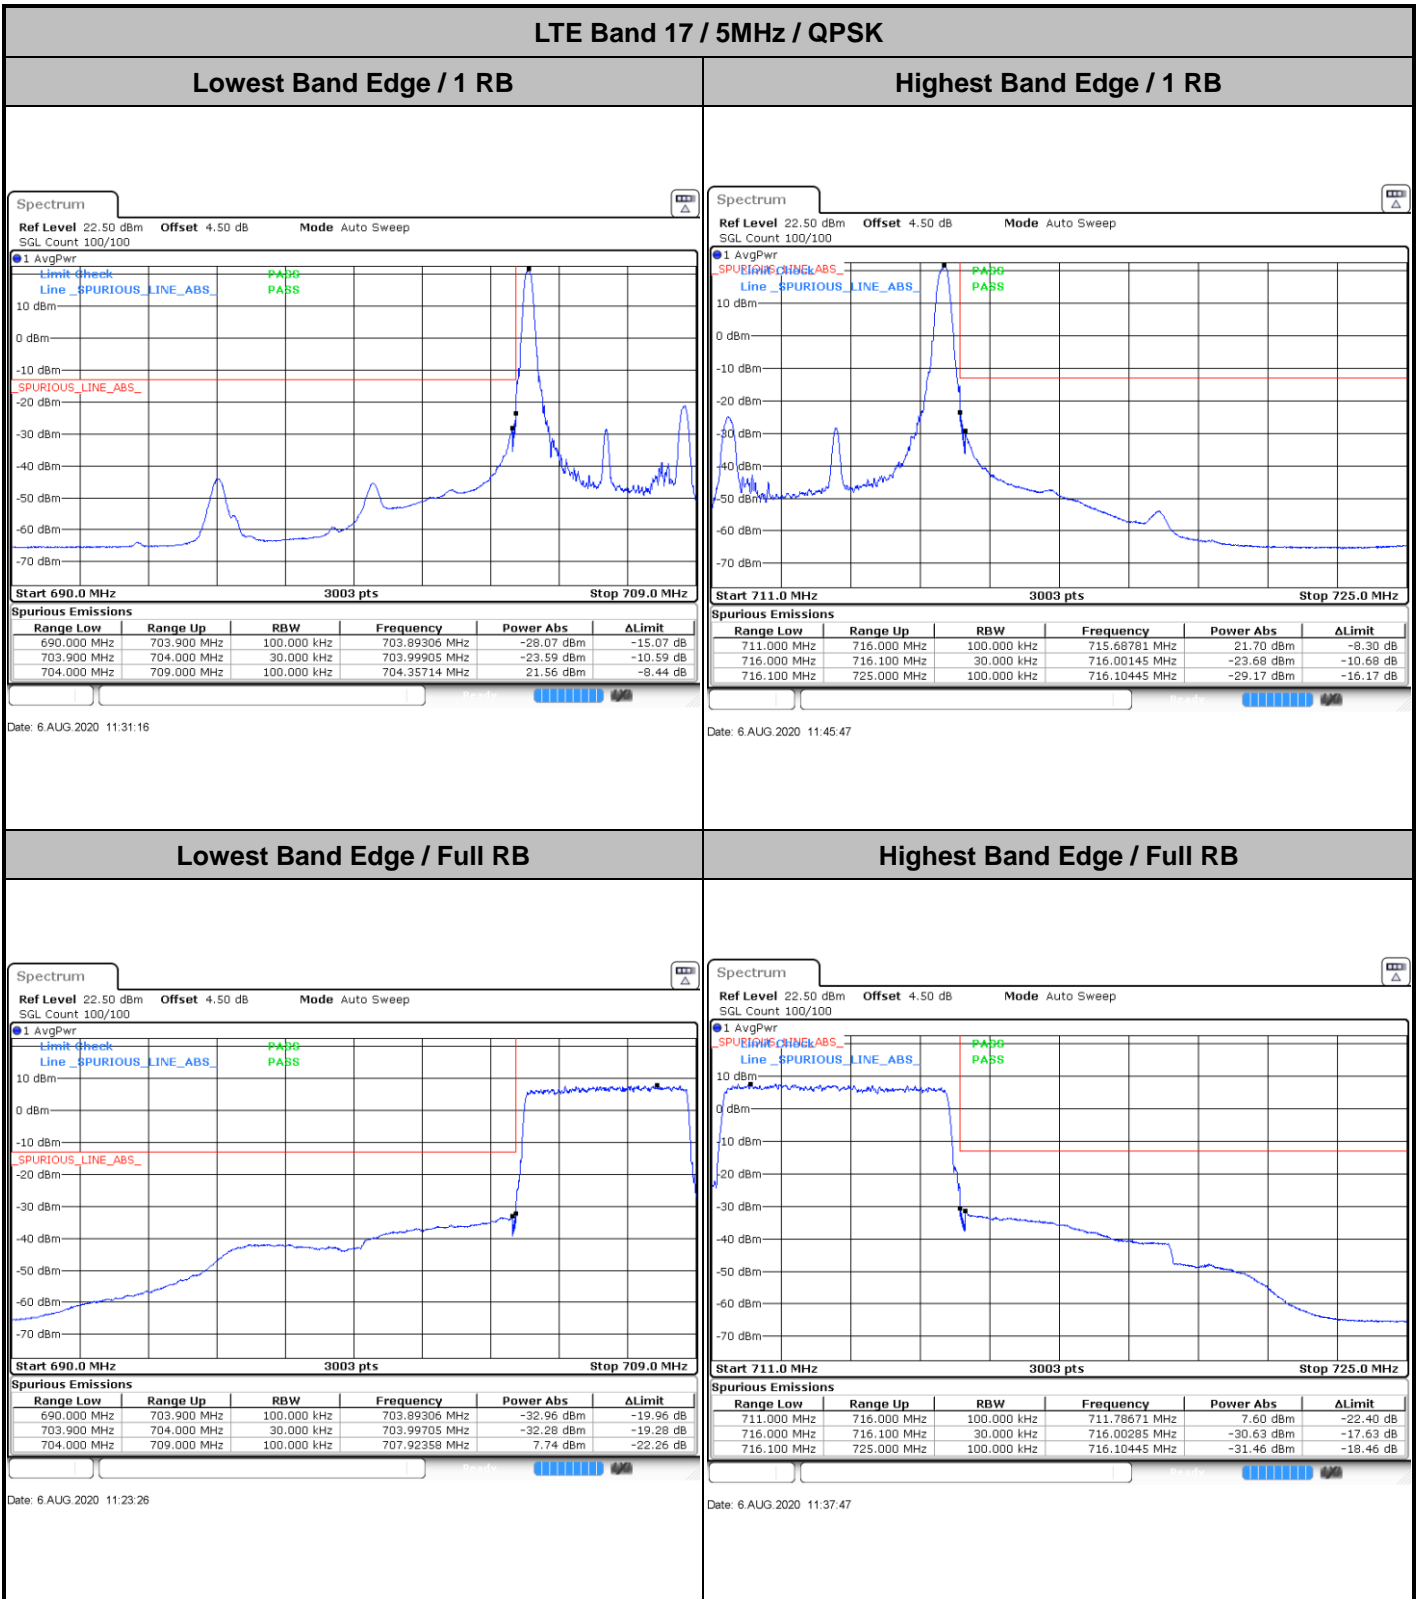 LTE Band 17 / 5MHz / QPSK
Lowest Band Edge / 1 RB
Highest Band Edge / 1 RB
Spectrum
Ref Level 22.50 dBm Offset 4.50 dB Mode Auto Sweep
SGL Count 100/100
1 AvgPwr
Limit Check PASS
Line _SPURIOUS_LINE_ABS_ PASS
10 dBm
0 dBm
-10 dBm
_SPURIOUS_LINE_ABS_
-20 dBm
-30 dBm
-40 dBm
-50 dBm
-60 dBm
-70 dBm
Start 690.0 MHz 3003 pts Stop 709.0 MHz
Spurious Emissions
Range Low Range Up RBW Frequency Power Abs ΔLimit
690.000 MHz 703.900 MHz 100.000 kHz 703.89306 MHz -28.07 dBm -15.07 dB
703.900 MHz 704.000 MHz 30.000 kHz 703.99905 MHz -23.59 dBm -10.59 dB
704.000 MHz 709.000 MHz 100.000 kHz 704.35714 MHz 21.56 dBm -8.44 dB
Ready
Date: 6.AUG.2020 11:31:16
Spectrum
Ref Level 22.50 dBm Offset 4.50 dB Mode Auto Sweep
SGL Count 100/100
1 AvgPwr
_SPURIOUS_LINE_ABS_
Limit Check PASS
Line _SPURIOUS_LINE_ABS_ PASS
10 dBm
0 dBm
-10 dBm
-20 dBm
-30 dBm
-40 dBm
-50 dBm
-60 dBm
-70 dBm
Start 711.0 MHz 3003 pts Stop 725.0 MHz
Spurious Emissions
Range Low Range Up RBW Frequency Power Abs ΔLimit
711.000 MHz 716.000 MHz 100.000 kHz 715.68781 MHz 21.70 dBm -8.30 dB
716.000 MHz 716.100 MHz 30.000 kHz 716.00145 MHz -23.68 dBm -10.68 dB
716.100 MHz 725.000 MHz 100.000 kHz 716.10445 MHz -29.17 dBm -16.17 dB
Ready
Date: 6.AUG.2020 11:45:47
Lowest Band Edge / Full RB
Highest Band Edge / Full RB
Spectrum
Ref Level 22.50 dBm Offset 4.50 dB Mode Auto Sweep
SGL Count 100/100
1 AvgPwr
Limit Check PASS
Line _SPURIOUS_LINE_ABS_ PASS
10 dBm
0 dBm
-10 dBm
_SPURIOUS_LINE_ABS_
-20 dBm
-30 dBm
-40 dBm
-50 dBm
-60 dBm
-70 dBm
Start 690.0 MHz 3003 pts Stop 709.0 MHz
Spurious Emissions
Range Low Range Up RBW Frequency Power Abs ΔLimit
690.000 MHz 703.900 MHz 100.000 kHz 703.89306 MHz -32.96 dBm -19.96 dB
703.900 MHz 704.000 MHz 30.000 kHz 703.99705 MHz -32.28 dBm -19.28 dB
704.000 MHz 709.000 MHz 100.000 kHz 707.92358 MHz 7.74 dBm -22.26 dB
Ready
Date: 6.AUG.2020 11:23:26
Spectrum
Ref Level 22.50 dBm Offset 4.50 dB Mode Auto Sweep
SGL Count 100/100
1 AvgPwr
_SPURIOUS_LINE_ABS_
Limit Check PASS
Line _SPURIOUS_LINE_ABS_ PASS
10 dBm
0 dBm
-10 dBm
-20 dBm
-30 dBm
-40 dBm
-50 dBm
-60 dBm
-70 dBm
Start 711.0 MHz 3003 pts Stop 725.0 MHz
Spurious Emissions
Range Low Range Up RBW Frequency Power Abs ΔLimit
711.000 MHz 716.000 MHz 100.000 kHz 711.78671 MHz 7.60 dBm -22.40 dB
716.000 MHz 716.100 MHz 30.000 kHz 716.00285 MHz -30.63 dBm -17.63 dB
716.100 MHz 725.000 MHz 100.000 kHz 716.10445 MHz -31.46 dBm -18.46 dB
Ready
Date: 6.AUG.2020 11:37:47